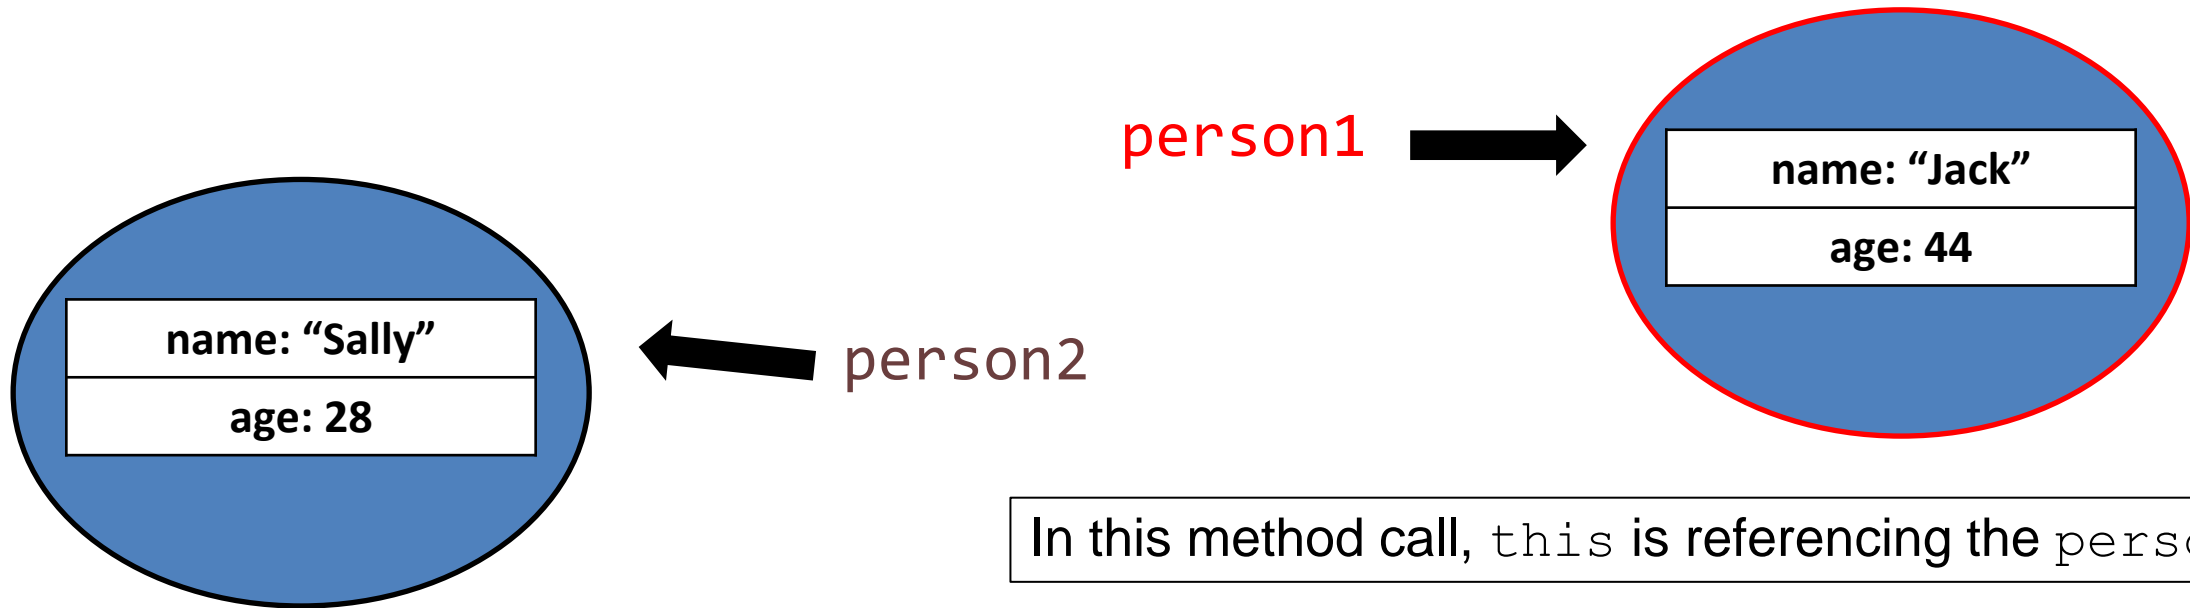 person1
name: “Jack”
age: 44
name: “Sally”
age: 28
person2
In this method call, this is referencing the